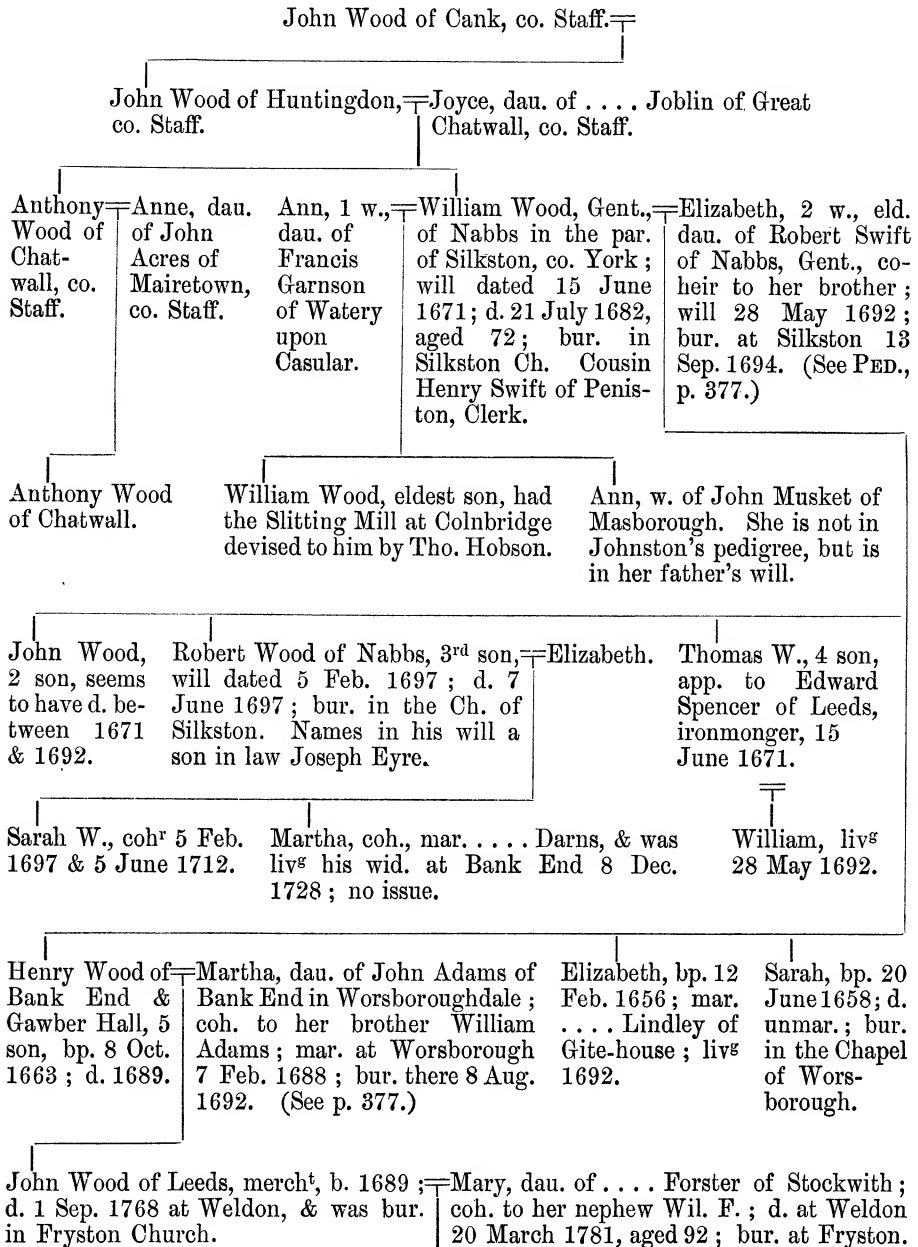 John Wood of Cank, co. Staff.
John Wood of Huntingdon,
co. Staff.
Joyce, dau. of . . . . Joblin of Great
Chatwall, co. Staff.
Anthony
Wood of
Chat-
wall, co.
Staff.
Anne, dau.
of John
Acres of
Mairetown,
co. Staff.
Ann, 1 w.,
dau. of
Francis
Garnson
of Watery
upon
Casular.
William Wood, Gent.,
of Nabbs in the par.
of Silkston, co. York ;
will dated 15 June
1671 ; d. 21 July 1682,
aged 72 ; bur. in
Silkston Ch. Cousin
Henry Swift of Penis-
ton, Clerk.
Elizabeth, 2 w., eld.
dau. of Robert Swift
of Nabbs, Gent., co-
heir to her brother ;
will 28 May 1692 ;
bur. at Silkston 13
Sep. 1694. (See PED.,
p. 377.)
Anthony Wood
of Chatwall.
William Wood, eldest son, had
the Slitting Mill at Colnbridge
devised to him by Tho. Hobson.
Ann, w. of John Musket of
Masborough. She is not in
Johnston's pedigree, but is
in her father's will.
John Wood,
2 son, seems
to have d. be-
tween 1671
& 1692.
Robert Wood of Nabbs, 3rd son,
will dated 5 Feb. 1697 ; d. 7
June 1697 ; bur. in the Ch. of
Silkston. Names in his will a
son in law Joseph Eyre.
Elizabeth.
Thomas W., 4 son,
app. to Edward
Spencer of Leeds,
ironmonger, 15
June 1671.
Sarah W., cohr 5 Feb.
1697 & 5 June 1712.
Martha, coh., mar. . . . . . Darns, & was
livg his wid. at Bank End 8 Dec.
1728 ; no issue.
William, livg
28 May 1692.
Henry Wood of
Bank End &
Gawber Hall, 5
son, bp. 8 Oct.
1663 ; d. 1689.
Martha, dau. of John Adams of
Bank End in Worsboroughdale ;
coh. to her brother William
Adams ; mar. at Worsborough
7 Feb. 1688 ; bur. there 8 Aug.
1692. (See p. 377.)
Elizabeth, bp. 12
Feb. 1656 ; mar.
. . . . Lindley of
Gite-house ; livg
1692.
Sarah, bp. 20
June 1658 ; d.
unmar. ; bur.
in the Chapel
of Wors-
borough.
John Wood of Leeds, mercht, b. 1689 ;
d. 1 Sep. 1768 at Weldon, & was bur.
in Fryston Church.
Mary, dau. of . . . . Forster of Stockwith ;
coh. to her nephew Wil. F. ; d. at Weldon
20 March 1781, aged 92 ; bur. at Fryston.